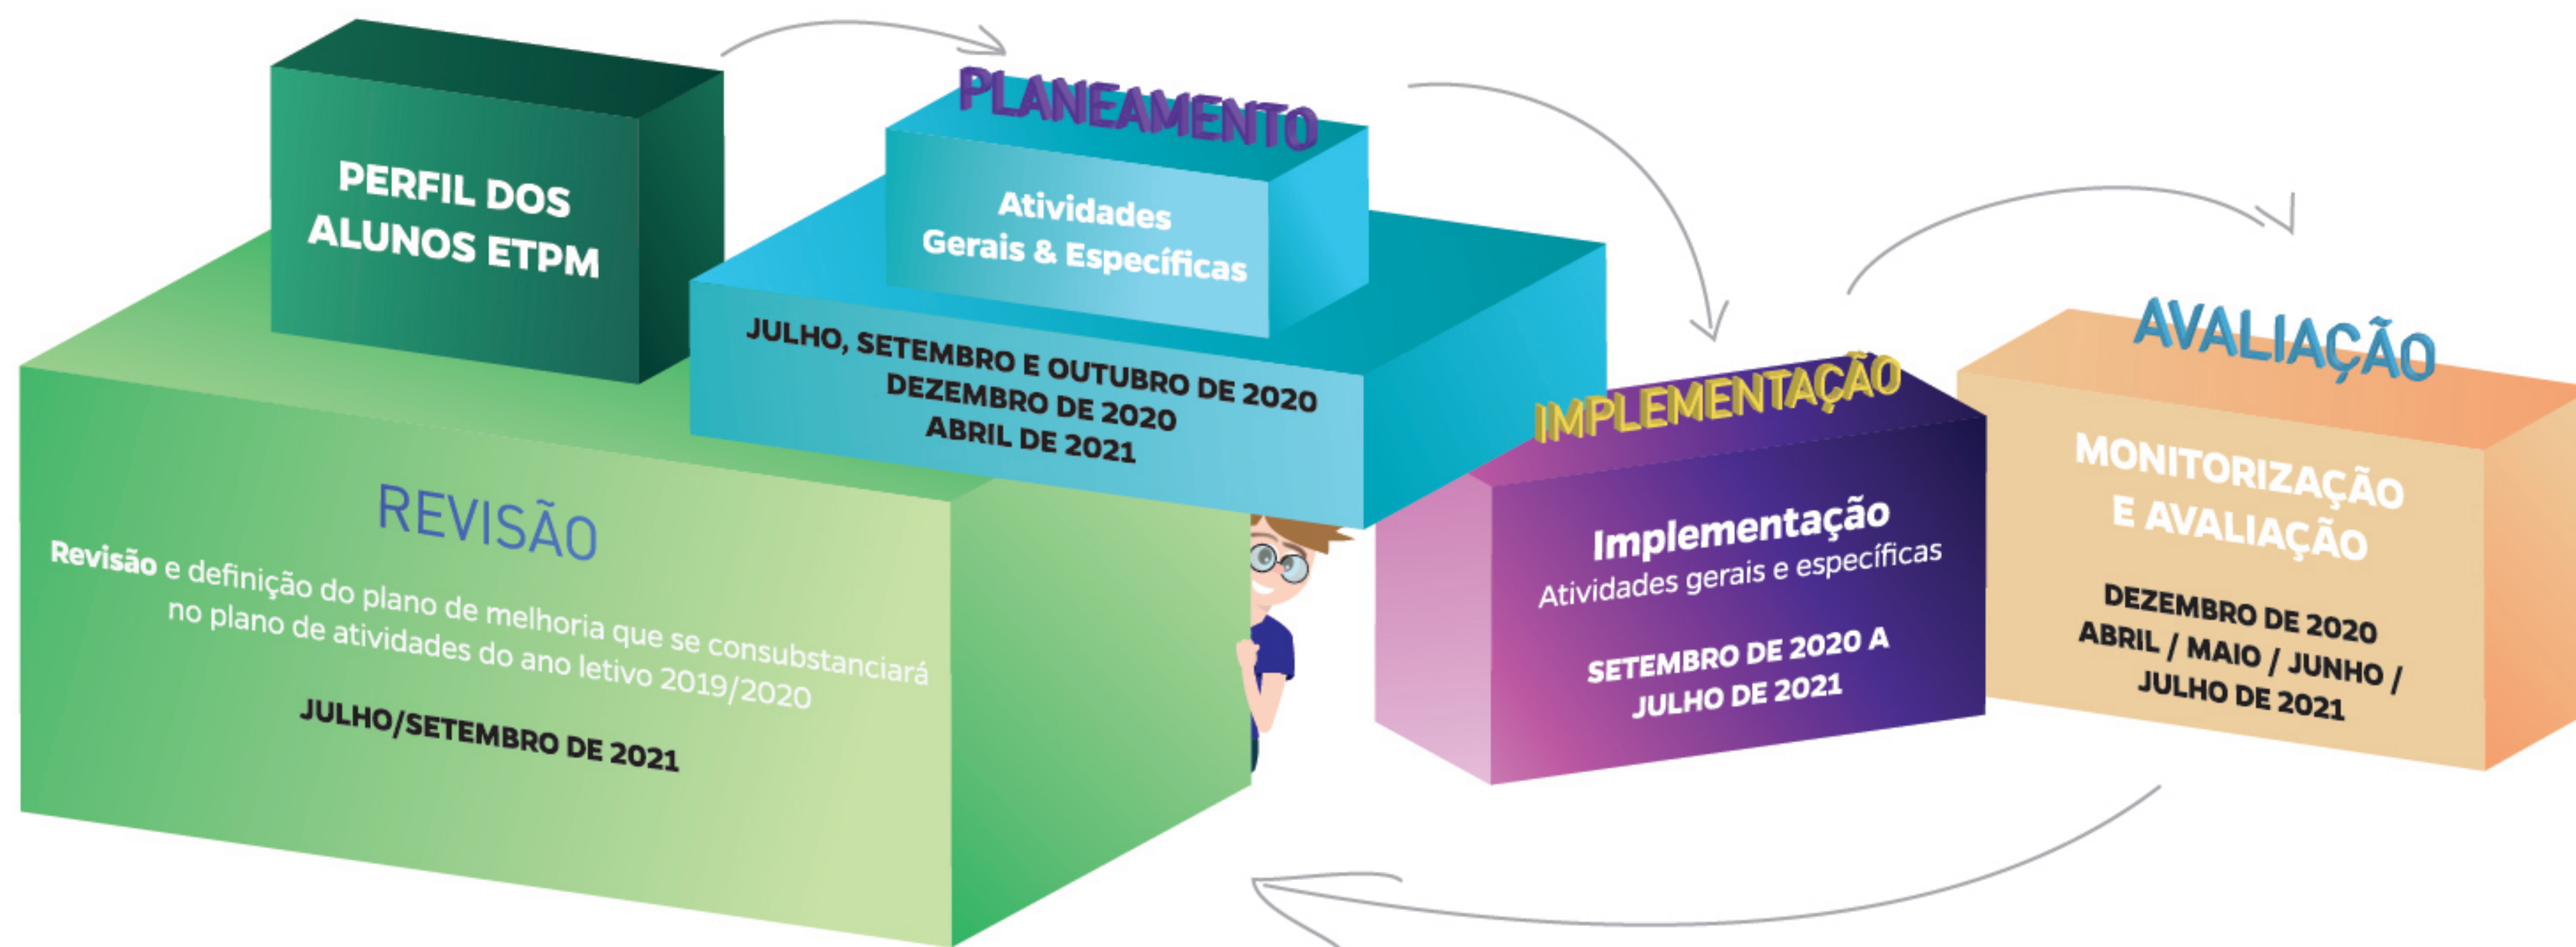 PERFIL DOS
ALUNOS ETPM
PLANEAMENTO
Atividades
Gerais & Específicas
JULHO, SETEMBRO E OUTUBRO DE 2020
DEZEMBRO DE 2020
ABRIL DE 2021
IMPLEMENTAÇÃO
Implementação
Atividades gerais e específicas
SETEMBRO DE 2020 A
JULHO DE 2021
AVALIAÇÃO
MONITORIZAÇÃO
E AVALIAÇÃO
DEZEMBRO DE 2020
ABRIL / MAIO / JUNHO /
JULHO DE 2021
REVISÃO
Revisão e definição do plano de melhoria que se consubstanciará
no plano de atividades do ano letivo 2019/2020
JULHO/SETEMBRO DE 2021